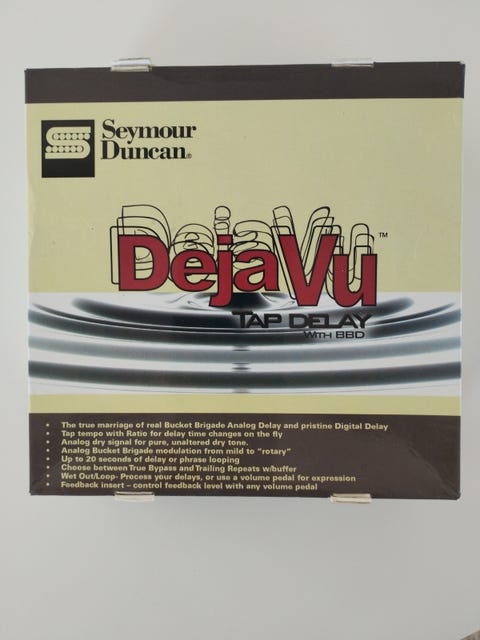 Seymour
Duncan®
Deja Vu™
TAP DELAY
WITH BBD
• The true marriage of real Bucket Brigade Analog Delay and pristine Digital Delay
• Tap tempo with Ratio for delay time changes on the fly
• Analog dry signal for pure, unaltered dry tone.
• Analog Bucket Brigade modulation from mild to “rotary”
• Up to 20 seconds of delay or phrase looping
• Choose between True Bypass and Trailing Repeats w/buffer
• Wet Out/Loop- Process your delays, or use a volume pedal for expression
• Feedback insert – control feedback level with any volume pedal